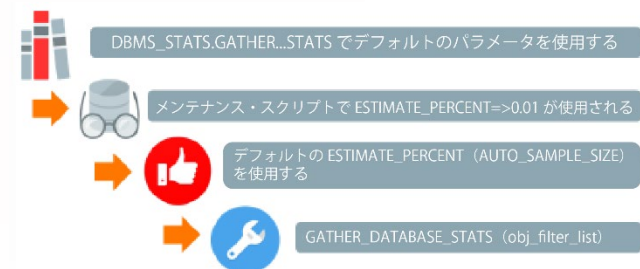 DBMS_STATS.GATHER...STATS でデフォルトのパラメータを使用する
メンテナンス・スクリプトで ESTIMATE_PERCENT=>0.01 が使用される
デフォルトの ESTIMATE_PERCENT（AUTO_SAMPLE_SIZE）
を使用する
GATHER_DATABASE_STATS（obj_filter_list）